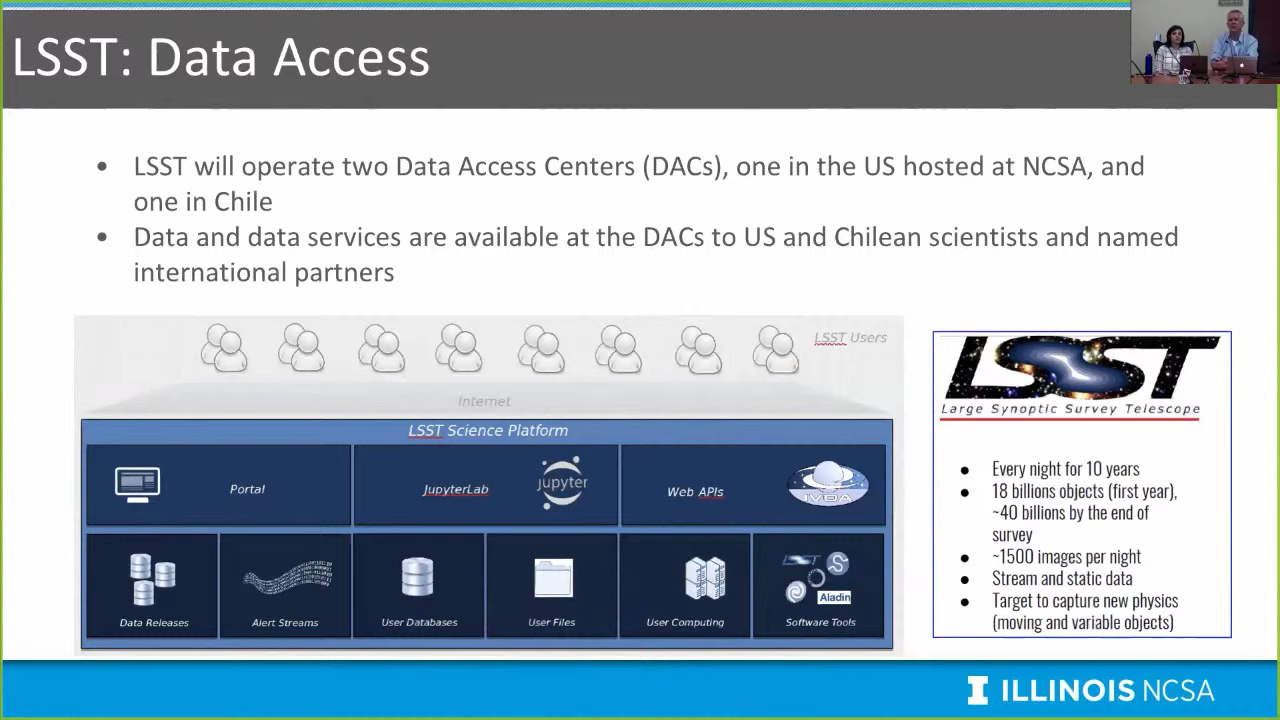 LSST: Data Access
• LSST will operate two Data Access Centers (DACs), one in the US hosted at NCSA, and
one in Chile
• Data and data services are available at the DACs to US and Chilean scientists and named
international partners
LSST Users
Internet
LSST Science Platform
Portal
JupyterLab
jupyter
Web APIs
IVOA
Data Releases
Alert Streams
User Databases
User Files
User Computing
LSST
Aladin
Software Tools
LSST
Large Synoptic Survey Telescope
● Every night for 10 years
● 18 billions objects (first year),
~40 billions by the end of
survey
● ~1500 images per night
● Stream and static data
● Target to capture new physics
(moving and variable objects)
I ILLINOIS NCSA